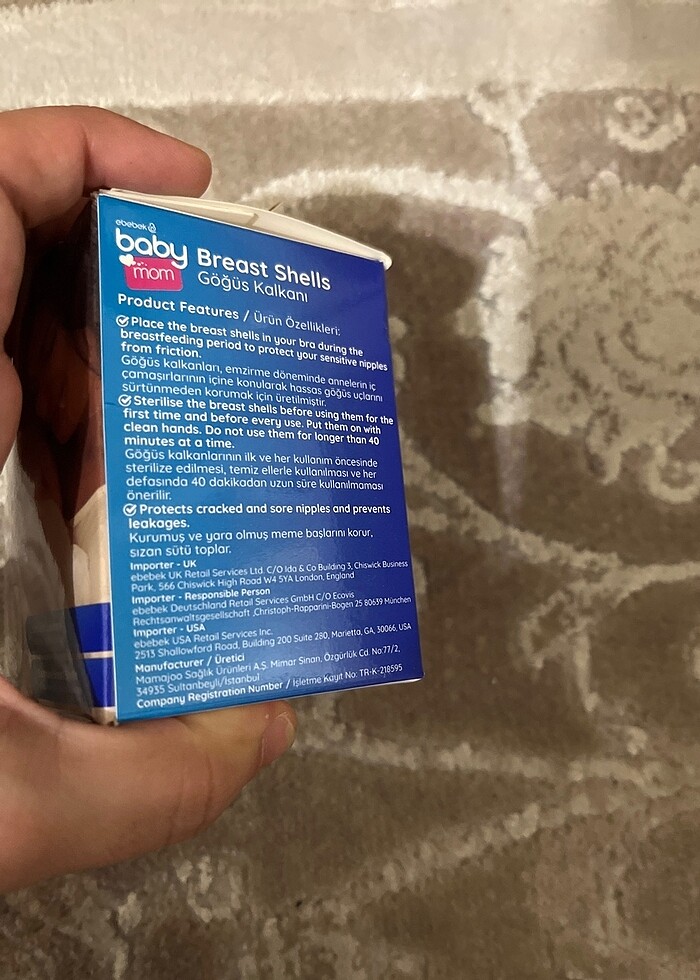 ebebek
baby
mom
Breast Shells
Göğüs Kalkanı
Product Features / Ürün Özellikleri:
Place the breast shells in your bra during the
breastfeeding period to protect your sensitive nipples
from friction.
Göğüs kalkanları, emzirme döneminde annelerin iç
çamaşırlarının içine konularak hassas göğüs uçlarını
sürtünmeden korumak için üretilmiştir.
Sterilise the breast shells before using them for the
first time and before every use. Put them on with
clean hands. Do not use them for longer than 40
minutes at a time.
Göğüs kalkanlarının ilk ve her kullanım öncesinde
sterilize edilmesi, temiz ellerle kullanılması ve her
defasında 40 dakikadan uzun süre kullanılmaması
önerilir.
Protects cracked and sore nipples and prevents
leakages.
Kurumuş ve yara olmuş meme başlarını korur,
sızan sütü toplar.
Importer - UK
ebebek UK Retail Services Ltd. C/O Ida & Co Building 3, Chiswick Business
Park, 566 Chiswick High Road W4 5YA London, England
Importer - Responsible Person
ebebek Deutschland Retail Services GmbH C/O Ecovis
Rechtsanwaltsgesellschaft ,Christoph-Rapparini-Bogen 25 80639 München
Importer - USA
ebebek USA Retail Services Inc.
2513 Shallowford Road, Building 200 Suite 280, Marietta, GA, 30066, USA
Manufacturer / Üretici
Mamajoo Sağlık Ürünleri A.Ş. Mimar Sinan. Özgürlük Cd. No:77/2,
34935 Sultanbeyli/İstanbul
Company Registration Number / İşletme Kayıt No: TR-K-218595